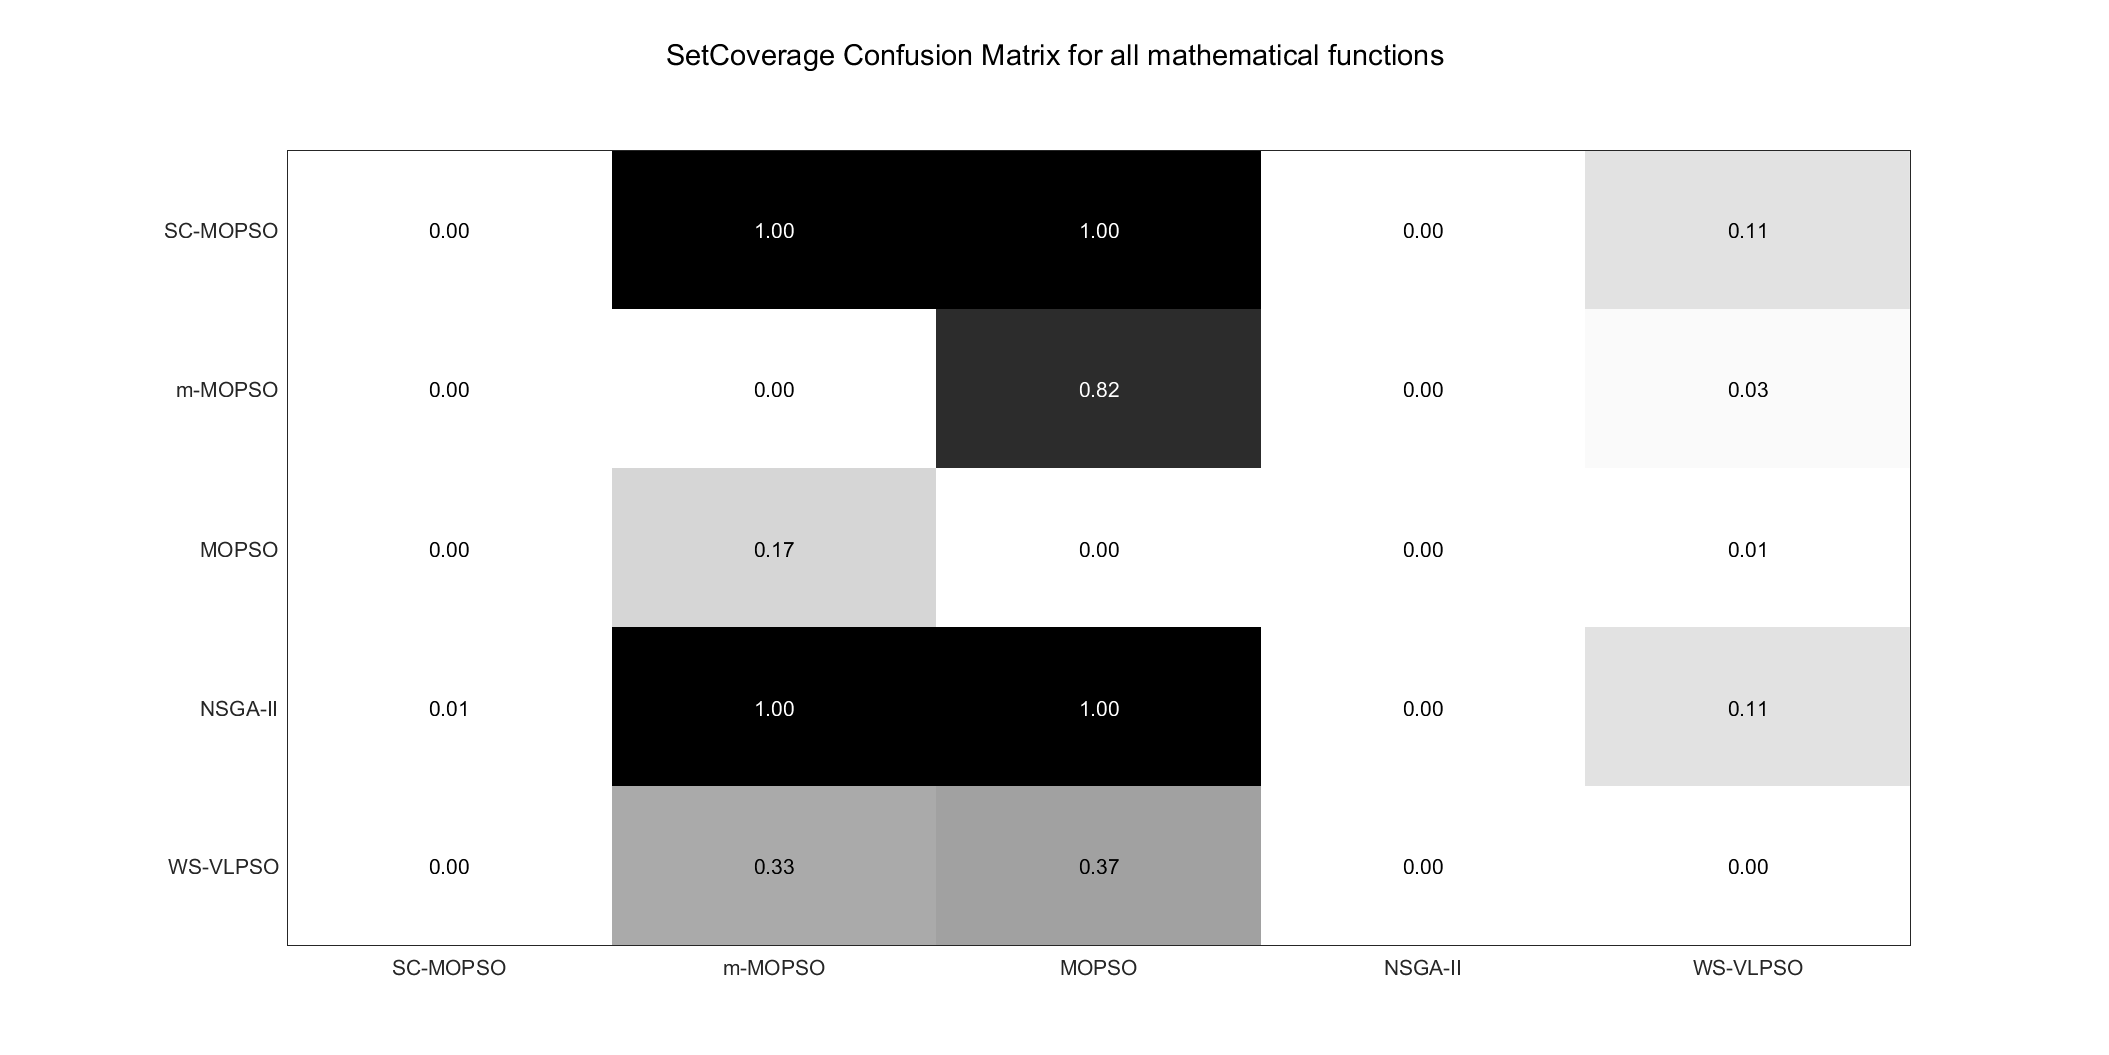 SetCoverage Confusion Matrix for all mathematical functions
SC-MOPSO 0.00 1.00 1.00 0.00 0.11
m-MOPSO 0.00 0.00 0.82 0.00 0.03
MOPSO 0.00 0.17 0.00 0.00 0.01
NSGA-II 0.01 1.00 1.00 0.00 0.11
WS-VLPSO 0.00 0.33 0.37 0.00 0.00
SC-MOPSO m-MOPSO MOPSO NSGA-II WS-VLPSO